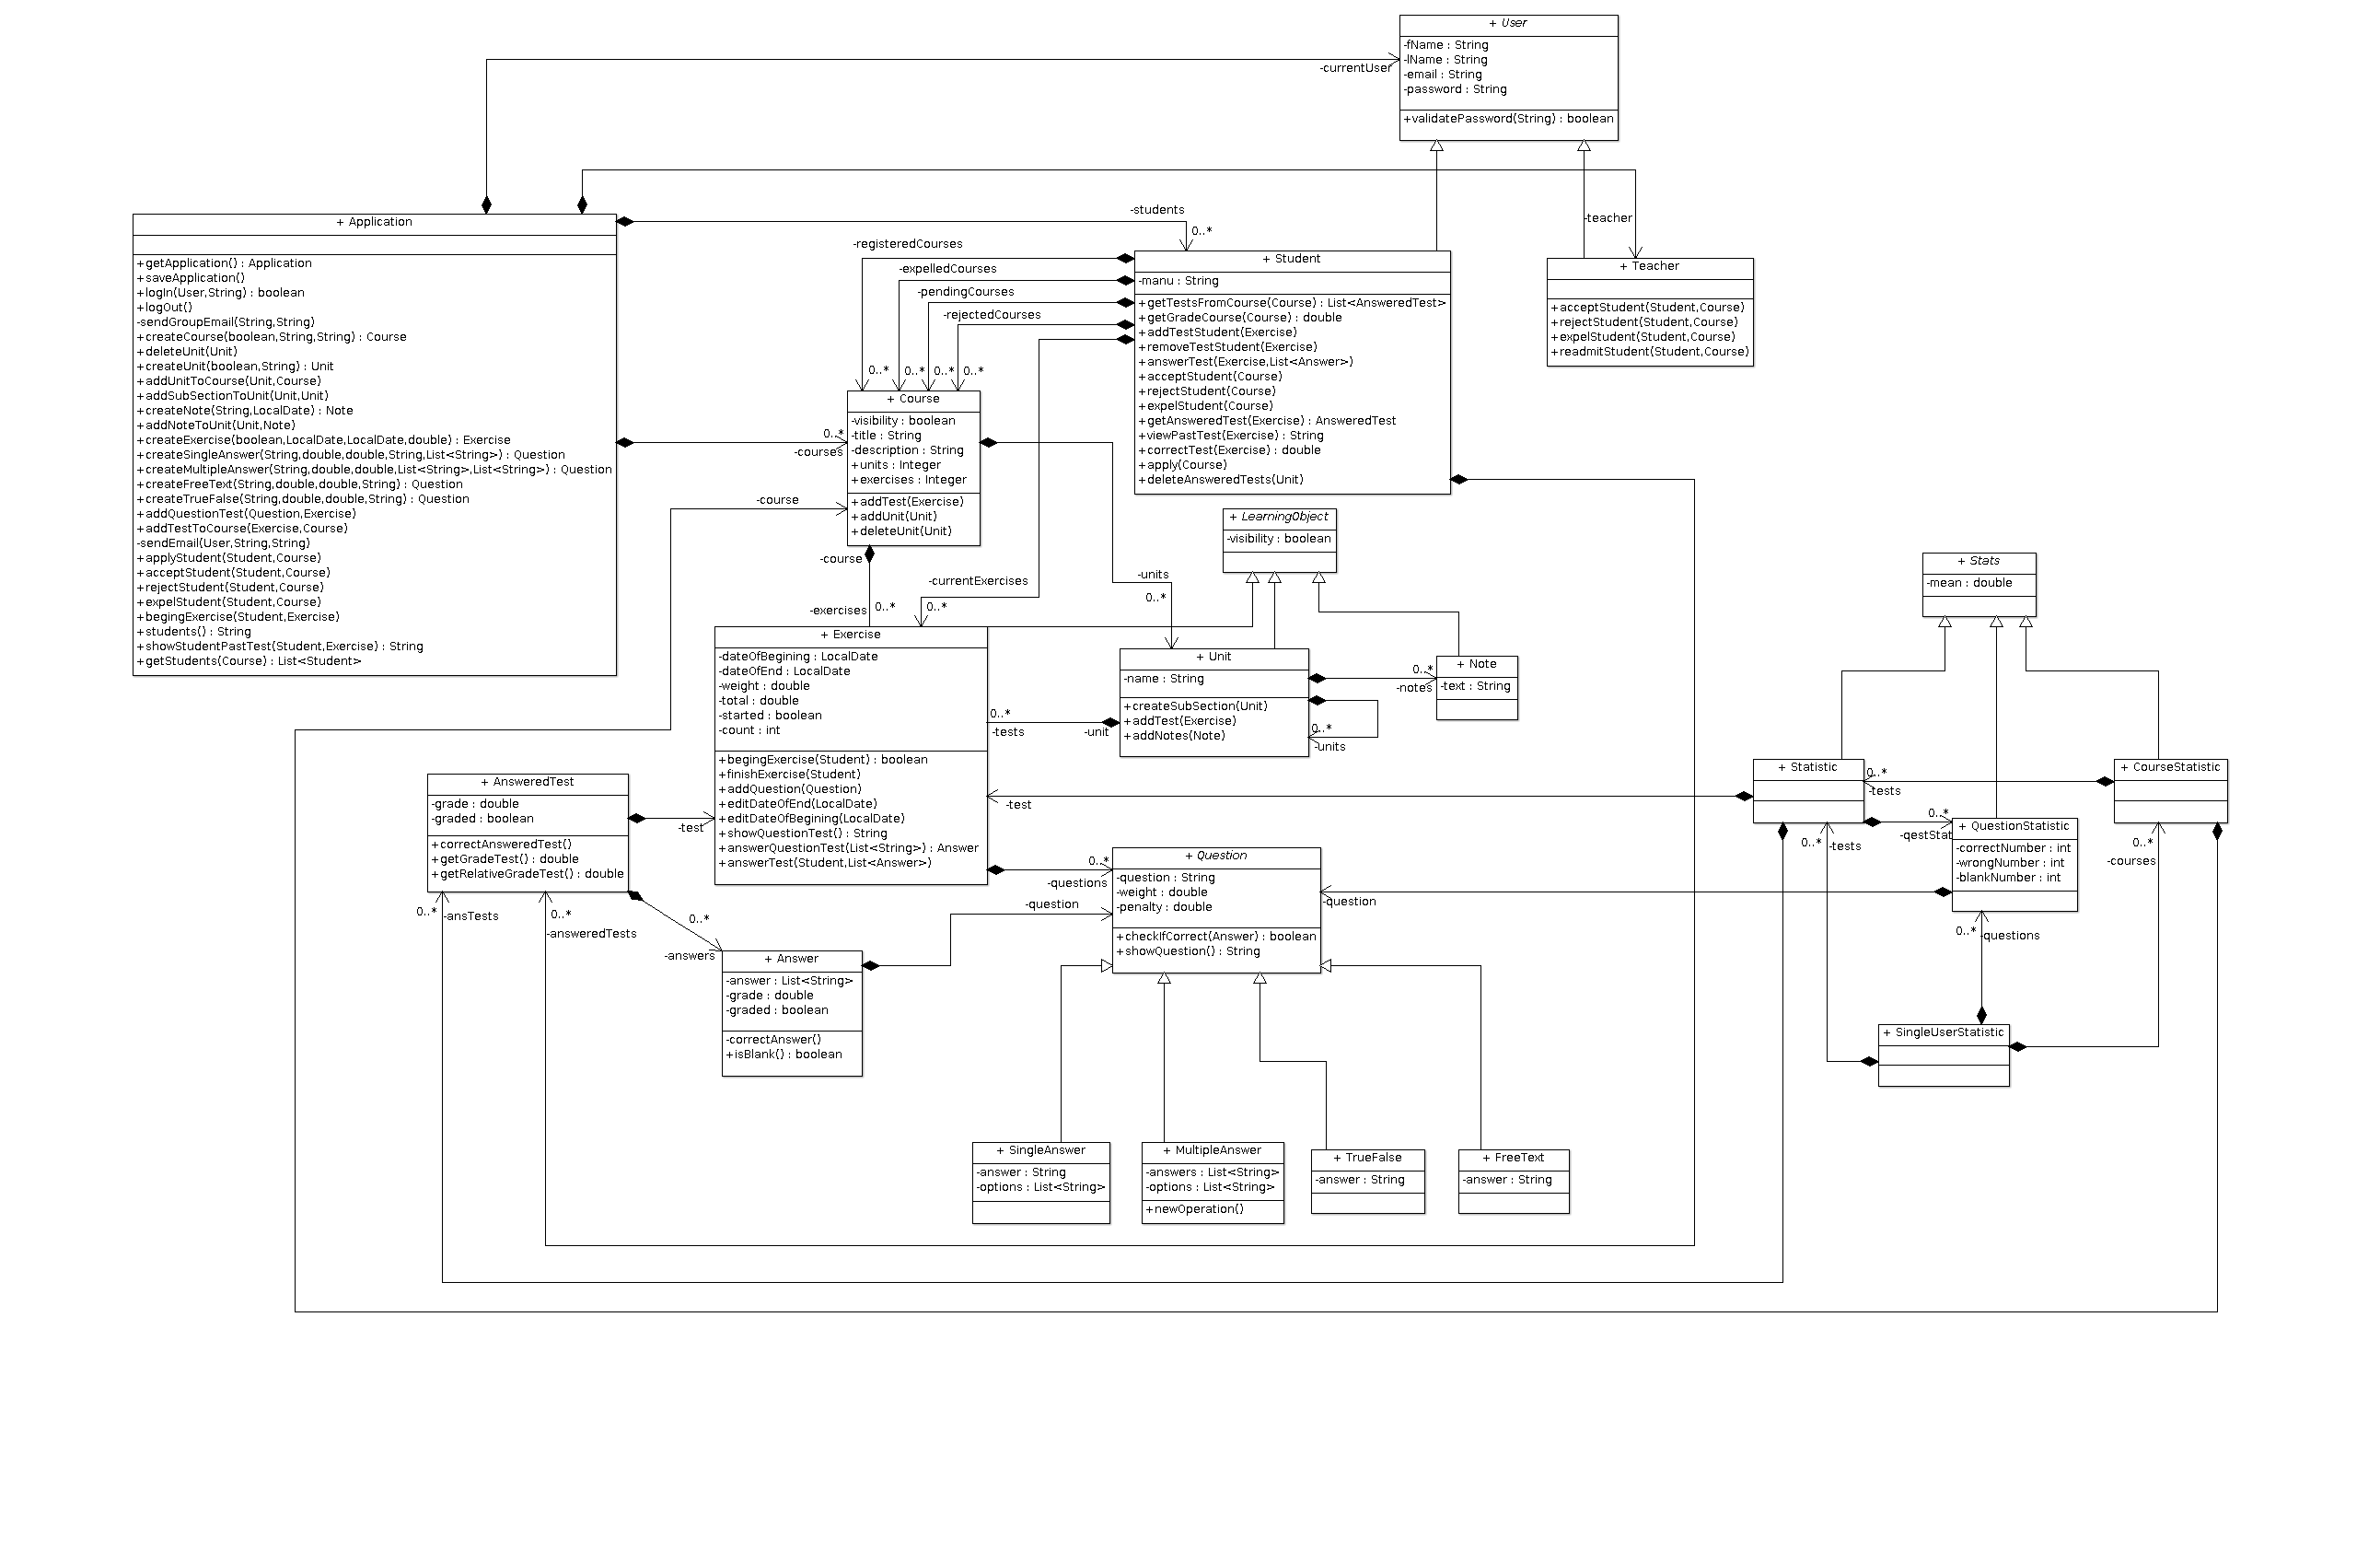 + User
-fName : String
-lName : String
-email : String
-password : String
+validatePassword(String) : boolean
-currentUser
+ Application
+getApplication() : Application
+saveApplication()
+logIn(User,String) : boolean
+logOut()
-sendGroupEmail(String,String)
+createCourse(boolean,String,String) : Course
+deleteUnit(Unit)
+createUnit(boolean,String) : Unit
+addUnitToCourse(Unit,Course)
+addSubSectionToUnit(Unit,Unit)
+createNote(String,LocalDate) : Note
+addNoteToUnit(Unit,Note)
+createExercise(boolean,LocalDate,LocalDate,double) : Exercise
+createSingleAnswer(String,double,double,String,List<String>) : Question
+createMultipleAnswer(String,double,double,List<String>,List<String>) : Question
+createFreeText(String,double,double,String) : Question
+createTrueFalse(String,double,double,String) : Question
+addQuestionTest(Question,Exercise)
+addTestToCourse(Exercise,Course)
-sendEmail(User,String,String)
+applyStudent(Student,Course)
+acceptStudent(Student,Course)
+rejectStudent(Student,Course)
+expelStudent(Student,Course)
+begingExercise(Student,Exercise)
+students() : String
+showStudentPastTest(Student,Exercise) : String
+getStudents(Course) : List<Student>
-students
0..*
-teacher
-registeredCourses
-expelledCourses
-pendingCourses
-rejectedCourses
0..*
0..*
0..*
0..*
+ Student
-manu : String
+getTestsFromCourse(Course) : List<AnsweredTest>
+getGradeCourse(Course) : double
+addTestStudent(Exercise)
+removeTestStudent(Exercise)
+answerTest(Exercise,List<Answer>)
+acceptStudent(Course)
+rejectStudent(Course)
+expelStudent(Course)
+getAnsweredTest(Exercise) : AnsweredTest
+viewPastTest(Exercise) : String
+correctTest(Exercise) : double
+apply(Course)
+deleteAnsweredTests(Unit)
+ Teacher
+acceptStudent(Student,Course)
+rejectStudent(Student,Course)
+expelStudent(Student,Course)
+readmitStudent(Student,Course)
+ Course
-visibility : boolean
-title : String
-description : String
+units : Integer
+exercises : Integer
+addTest(Exercise)
+addUnit(Unit)
+deleteUnit(Unit)
0..*
-courses
-course
-course
-currentExercises
-exercises
0..*
0..*
-units
0..*
+ LearningObject
-visibility : boolean
+ Stats
-mean : double
+ Exercise
-dateOfBegining : LocalDate
-dateOfEnd : LocalDate
-weight : double
-total : double
-started : boolean
-count : int
+begingExercise(Student) : boolean
+finishExercise(Student)
+addQuestion(Question)
+editDateOfEnd(LocalDate)
+editDateOfBegining(LocalDate)
+showQuestionTest() : String
+answerQuestionTest(List<String>) : Answer
+answerTest(Student,List<Answer>)
+ Unit
-name : String
+createSubSection(Unit)
+addTest(Exercise)
+addNotes(Note)
0..*
-notes
+ Note
-text : String
0..*
-tests
-unit
0..*
-units
+ AnsweredTest
-grade : double
-graded : boolean
+correctAnsweredTest()
+getGradeTest() : double
+getRelativeGradeTest() : double
-test
-test
+ Statistic
0..*
-tests
+ CourseStatistic
0..*
-qestStat
+ QuestionStatistic
-correctNumber : int
-wrongNumber : int
-blankNumber : int
0..*
-tests
0..*
-courses
0..*
-questions
-question
0..*
-questions
-question
+ Question
-question : String
-weight : double
-penalty : double
+checkIfCorrect(Answer) : boolean
+showQuestion() : String
0..*
-ansTests
0..*
-answeredTests
0..*
-answers
+ Answer
-answer : List<String>
-grade : double
-graded : boolean
-correctAnswer()
+isBlank() : boolean
+ SingleUserStatistic
+ SingleAnswer
-answer : String
-options : List<String>
+ MultipleAnswer
-answers : List<String>
-options : List<String>
+newOperation()
+ TrueFalse
-answer : String
+ FreeText
-answer : String